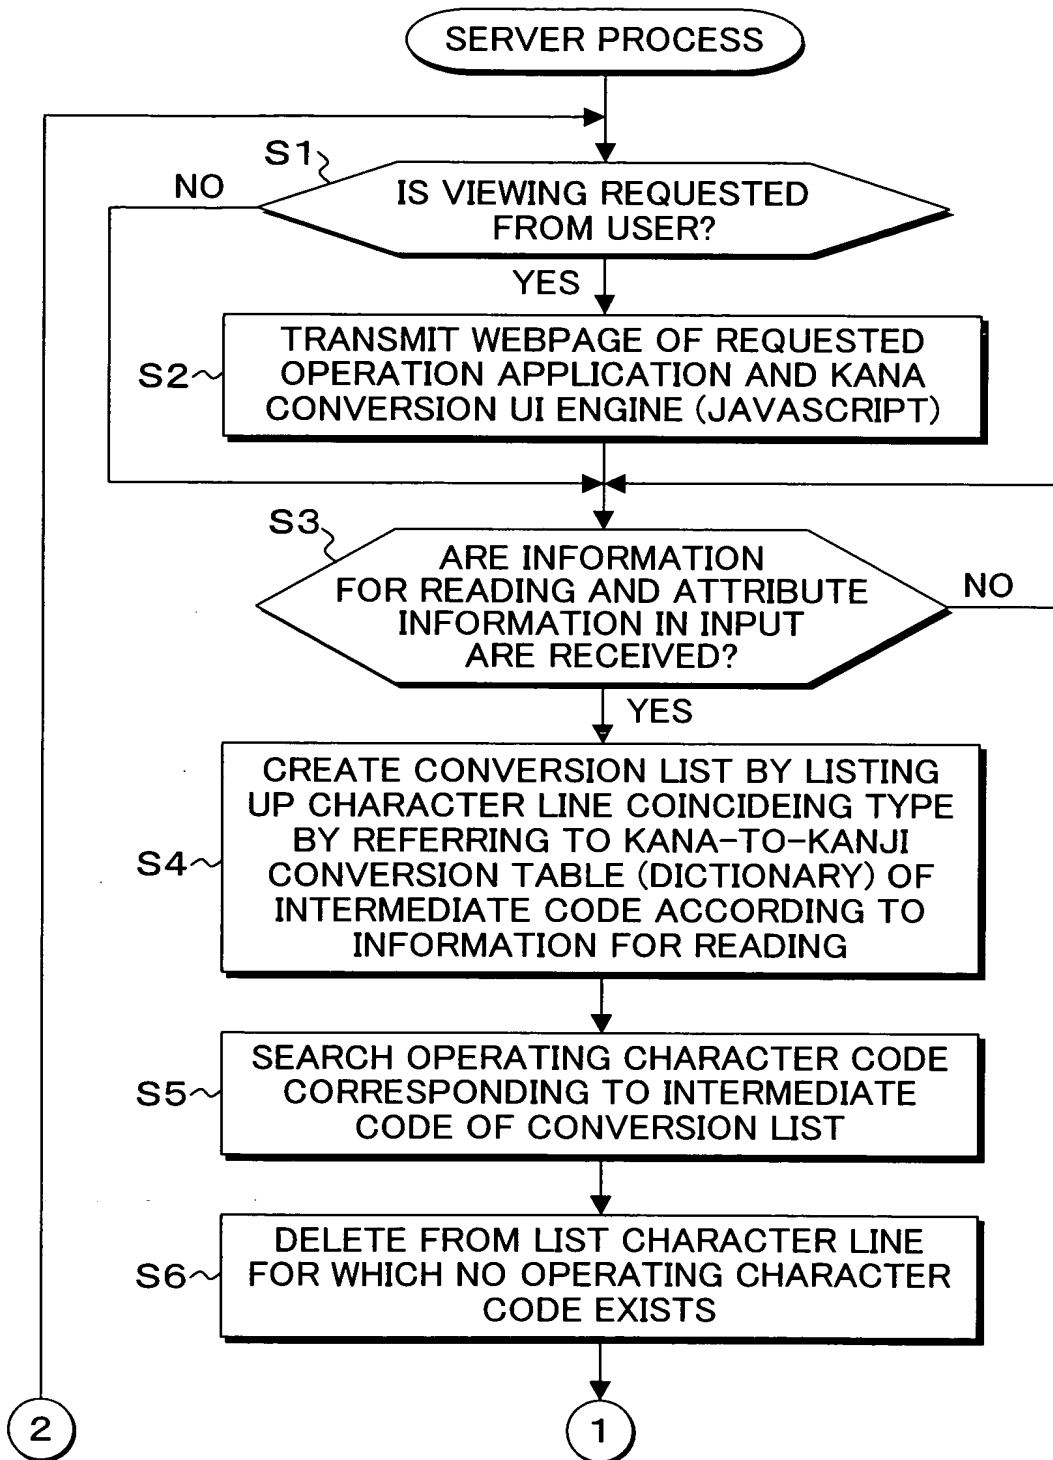 SERVER PROCESS
S1
NO
IS VIEWING REQUESTED
FROM USER?
YES
S2
TRANSMIT WEBPAGE OF REQUESTED
OPERATION APPLICATION AND KANA
CONVERSION UI ENGINE (JAVASCRIPT)
S3
ARE INFORMATION
FOR READING AND ATTRIBUTE
INFORMATION IN INPUT
ARE RECEIVED?
NO
YES
S4
CREATE CONVERSION LIST BY LISTING
UP CHARACTER LINE COINCIDEING TYPE
BY REFERRING TO KANA-TO-KANJI
CONVERSION TABLE (DICTIONARY) OF
INTERMEDIATE CODE ACCORDING TO
INFORMATION FOR READING
S5
SEARCH OPERATING CHARACTER CODE
CORRESPONDING TO INTERMEDIATE
CODE OF CONVERSION LIST
S6
DELETE FROM LIST CHARACTER LINE
FOR WHICH NO OPERATING CHARACTER
CODE EXISTS
2
1